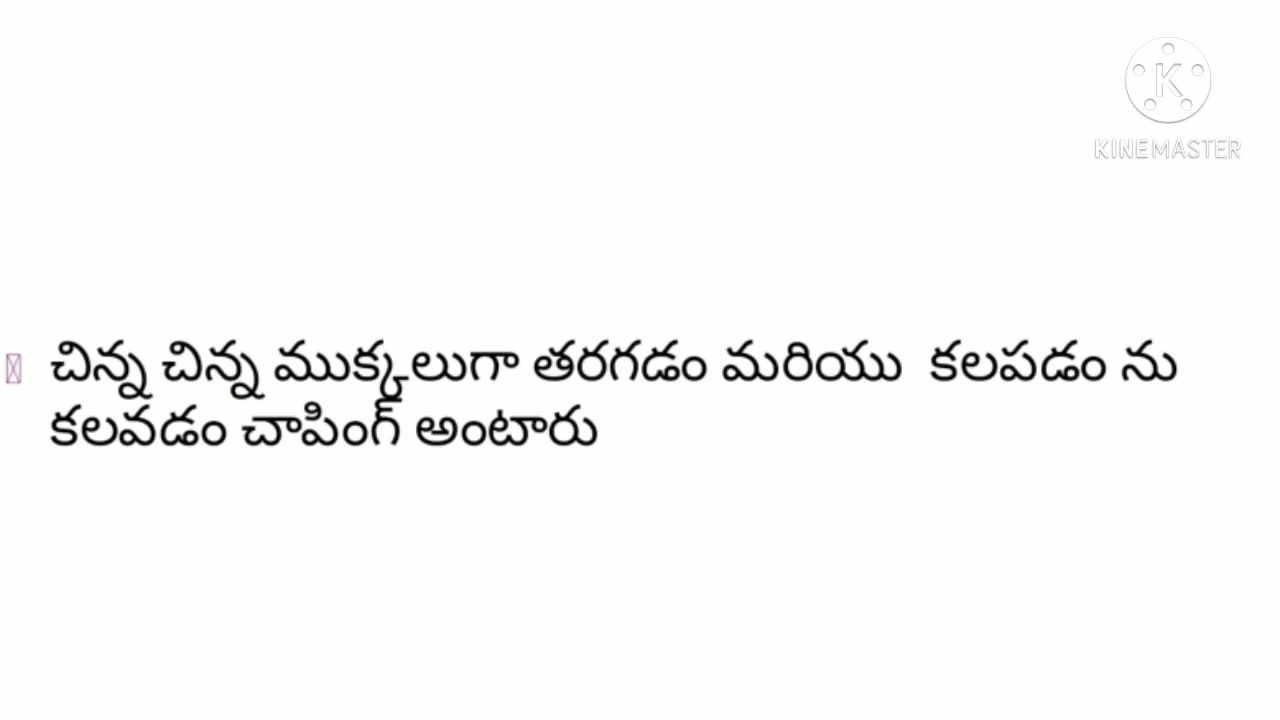 KINEMASTER
చిన్న చిన్న ముక్కలుగా తరగడం మరియు కలపడం ను
కలవడం చాపింగ్ అంటారు